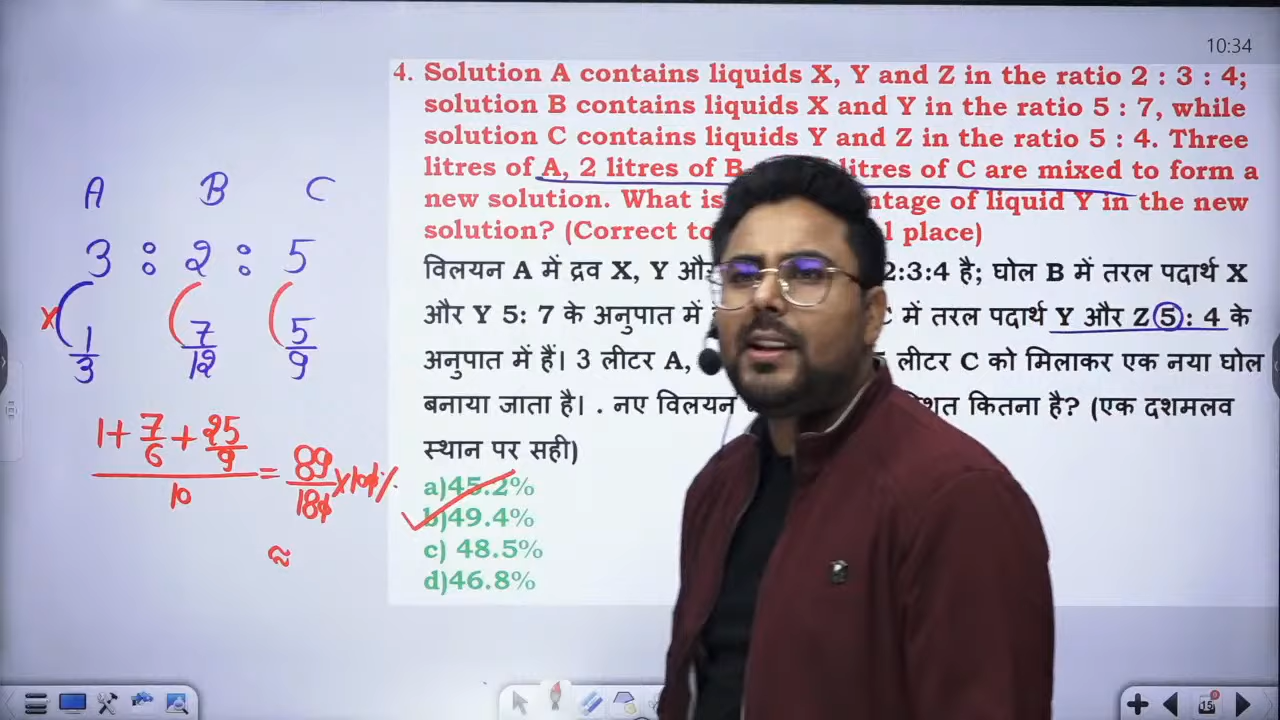 10:34
4. Solution A contains liquids X, Y and Z in the ratio 2 : 3 : 4;
solution B contains liquids X and Y in the ratio 5 : 7, while
solution C contains liquids Y and Z in the ratio 5 : 4. Three
litres of A, 2 litres of B litres of C are mixed to form a
new solution. What is of liquid Y in the new
solution? (Correct to place)
विलयन A में द्रव X, Y 2:3:4 है; घोल B में तरल पदार्थ X
और Y 5: 7 के अनुपात में C में तरल पदार्थ Y और Z 5: 4 के
अनुपात में हैं। 3 लीटर A, लीटर C को मिलाकर एक नया घोल
बनाया जाता है। . नए विलयन कितना है? (एक दशमलव
स्थान पर सही)
a)45.2%
b)49.4%
c) 48.5%
d)46.8%
A B C
3 : 2 : 5
x 1/3 7/12 5/9
1+ 7/6 + 25/9
10
= 89/180 x100%
≈
15